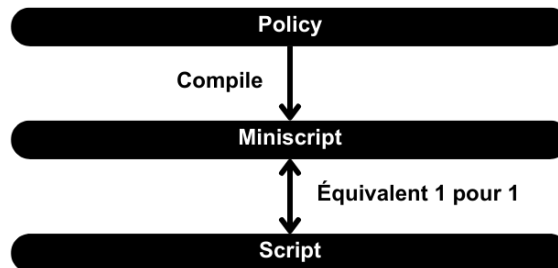 Policy
Compile
Miniscript
Équivalent 1 pour 1
Script